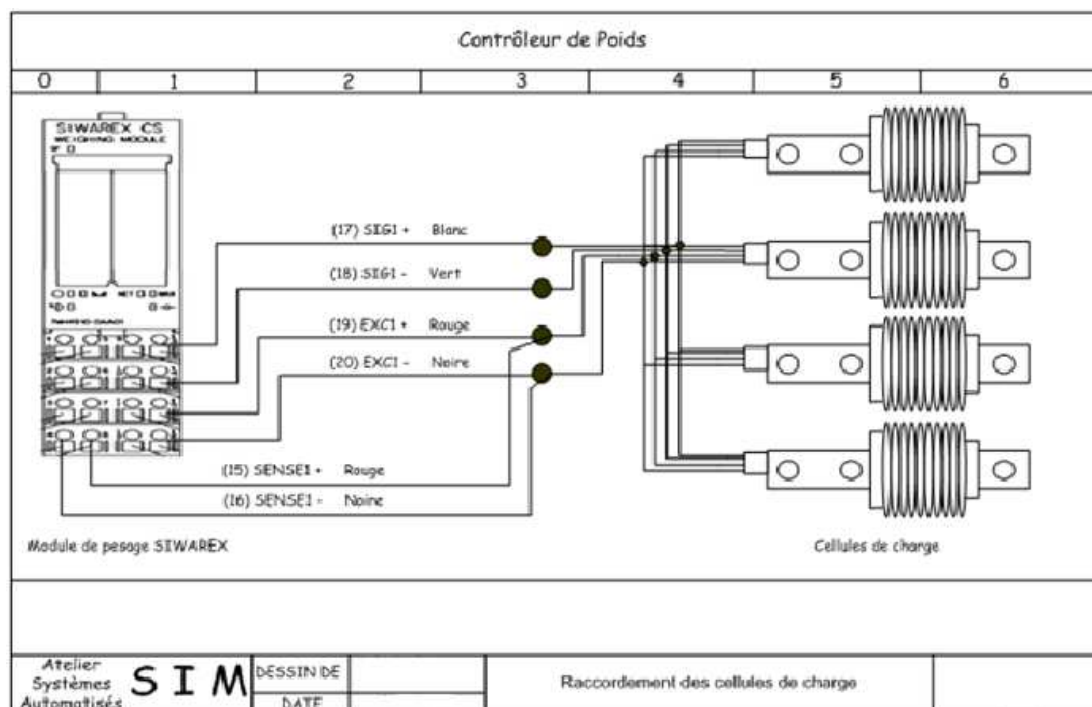 Contrôleur de Poids
0 1 2 3 4 5 6
SIWAREX CS
WEIGHING MODULE
(17) SIG1 + Blanc
(18) SIG1 - Vert
(19) EXC1 + Rouge
(20) EXC1 - Noire
(15) SENSE1 + Rouge
(16) SENSE1 - Noire
Module de pesage SIWAREX
Cellules de charge
Atelier
Systèmes
Automatisés
SIM
DESSIN DE
DATE
Raccordement des cellules de charge